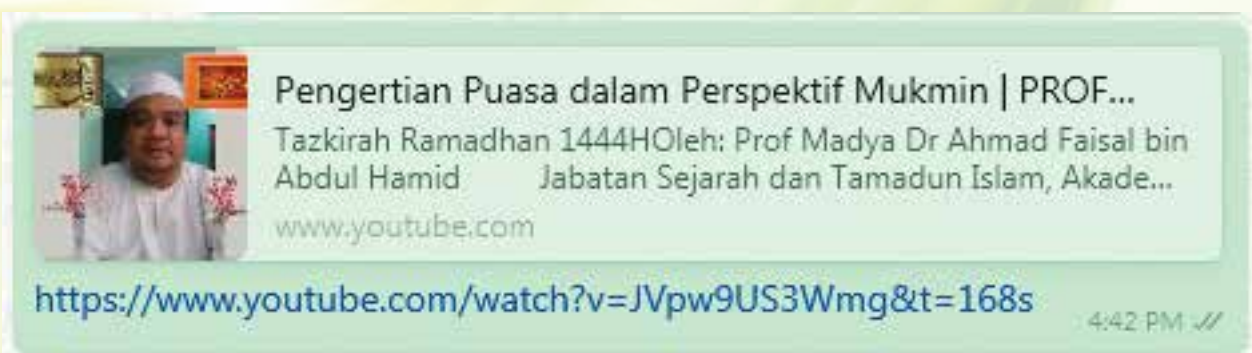 Pengertian Puasa dalam Perspektif Mukmin | PROF...
Tazkirah Ramadhan 1444HOleh: Prof Madya Dr Ahmad Faisal bin
Abdul Hamid Jabatan Sejarah dan Tamadun Islam, Akade...
www.youtube.com
https://www.youtube.com/watch?v=JVpw9US3Wmg&t=168s
4:42 PM